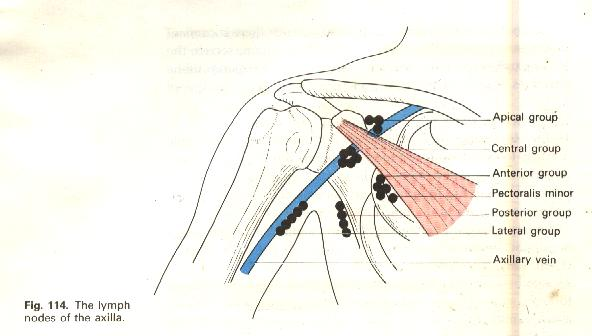 Apical group
Central group
Anterior group
Pectoralis minor
Posterior group
Lateral group
Axillary vein
Fig. 114. The lymph
nodes of the axilla.